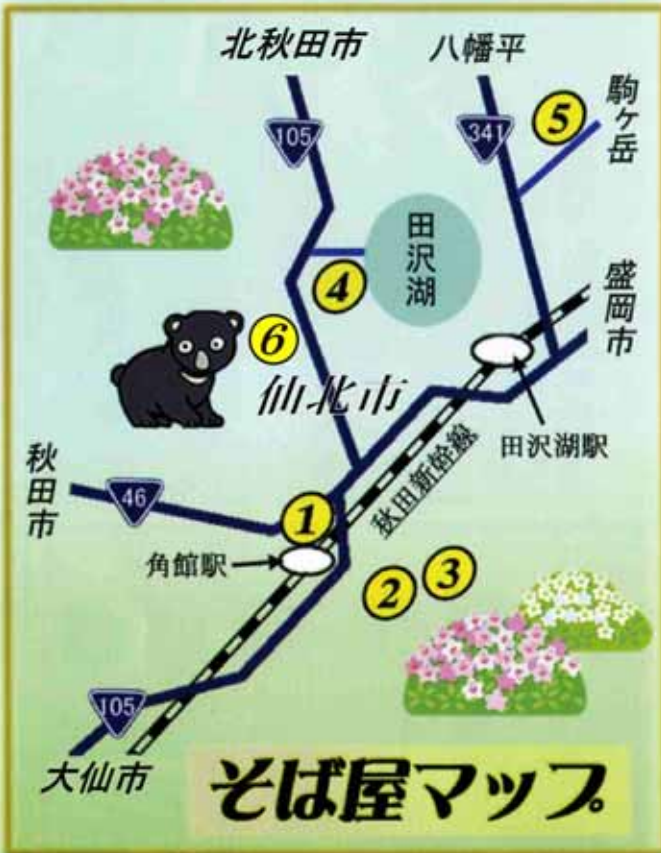 北秋田市
八幡平
駒ヶ岳
105
341
5
田沢湖
盛岡市
4
6
仙北市
田沢湖駅
秋田新幹線
秋田市
46
1
角館駅
2
3
105
大仙市
そば屋マップ